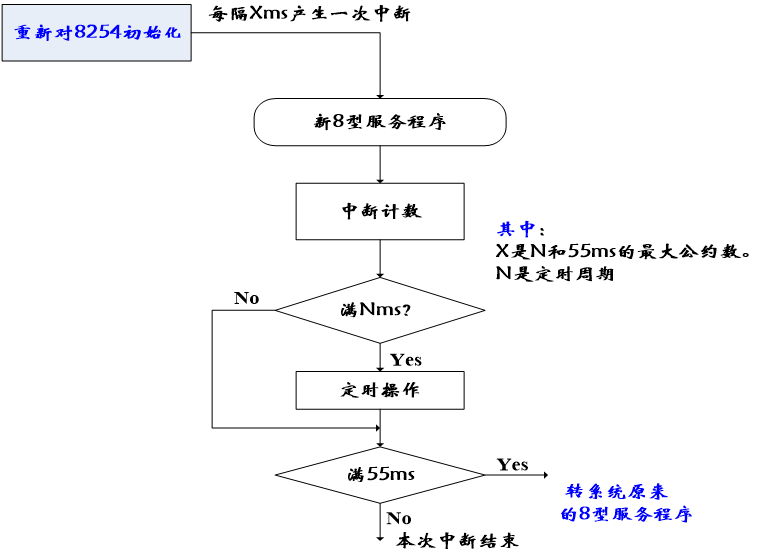 重新对8254初始化
每隔Xms产生一次中断
新8型服务程序
中断计数
其中：
X是N和55ms的最大公约数。
N是定时周期
No
满Nms?
Yes
定时操作
满55ms
Yes
转系统原来
的8型服务程序
No
本次中断结束